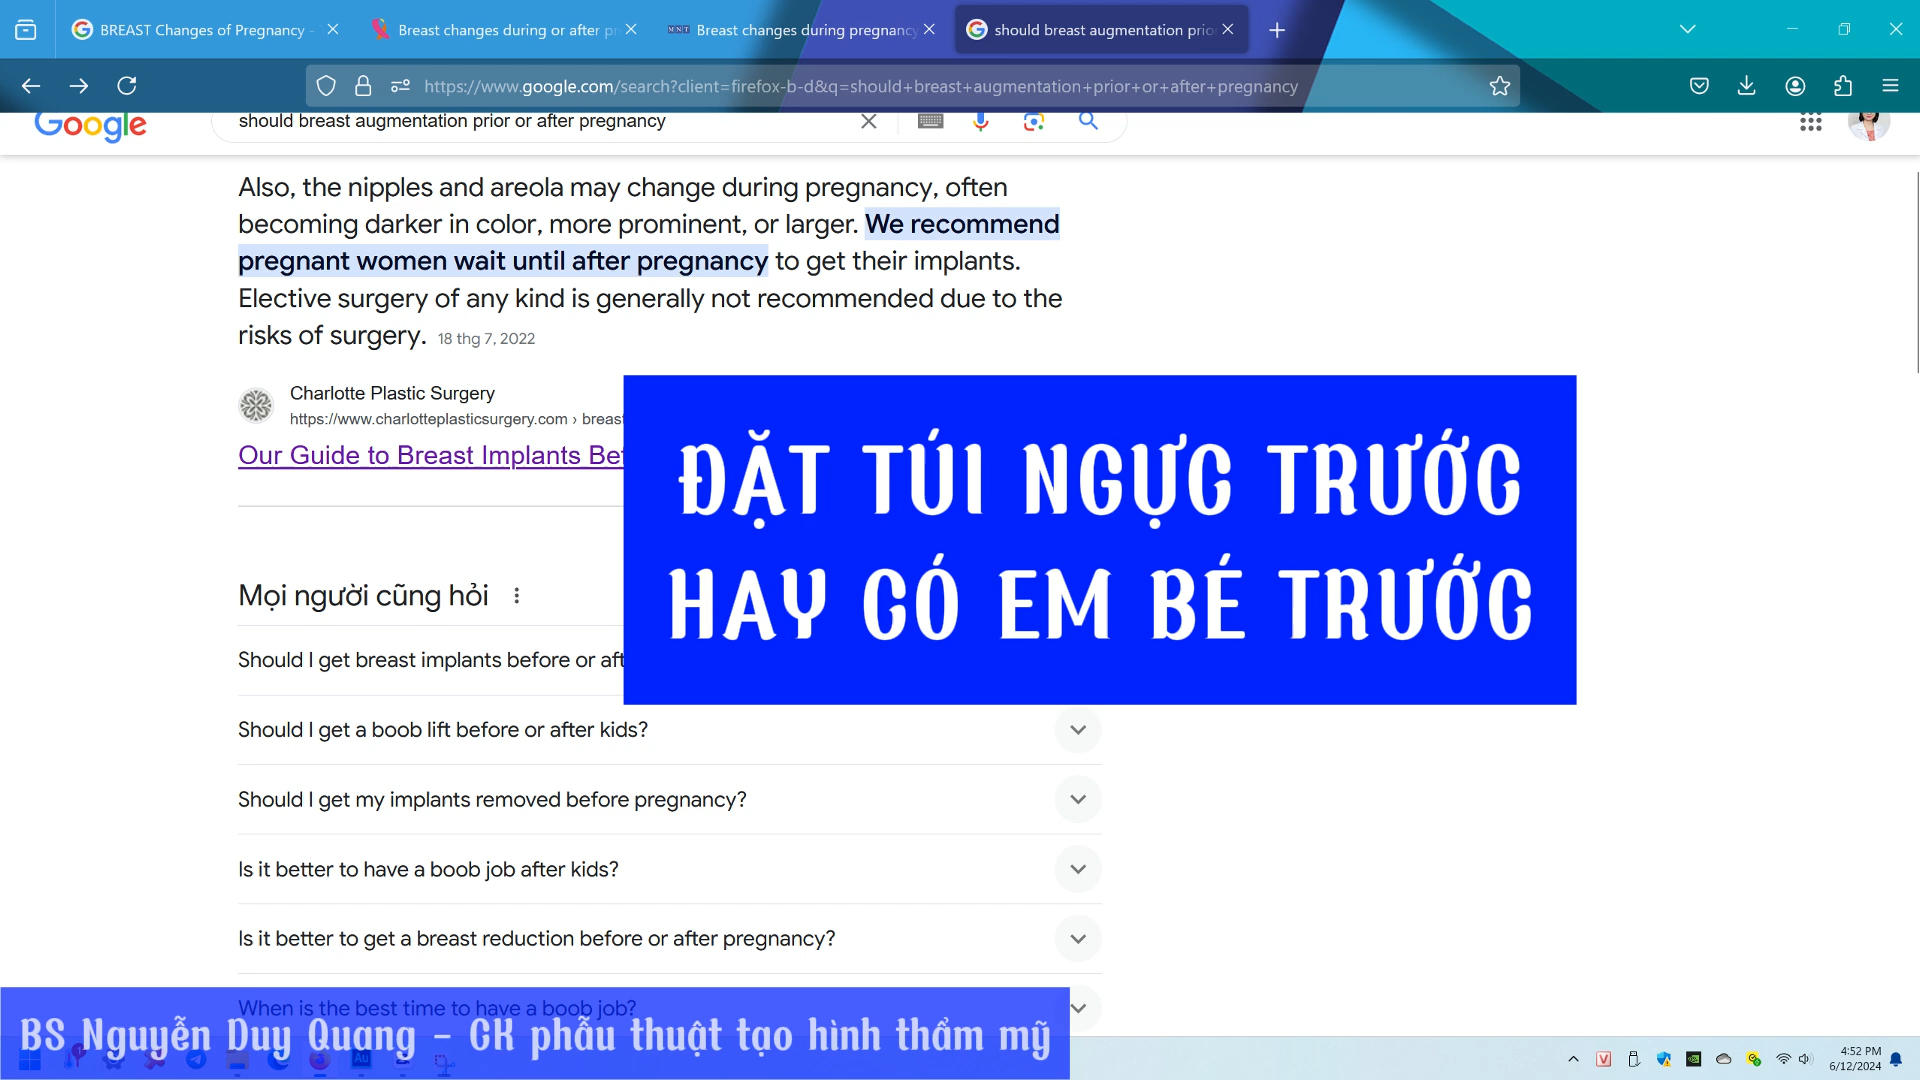 BREAST Changes of Pregnancy -
Breast changes during or after p
MNT Breast changes during pregnancy
should breast augmentation prio
https://www.google.com/search?client=firefox-b-d&q=should+breast+augmentation+prior+or+after+pregnancy
Google
should breast augmentation prior or after pregnancy
Also, the nipples and areola may change during pregnancy, often
becoming darker in color, more prominent, or larger. We recommend
pregnant women wait until after pregnancy to get their implants.
Elective surgery of any kind is generally not recommended due to the
risks of surgery. 18 thg 7, 2022
Charlotte Plastic Surgery
https://www.charlotteplasticsurgery.com › breast
Our Guide to Breast Implants Bef
ĐẶT TÚI NGỰC TRƯỚC
HAY CÓ EM BÉ TRƯỚC
Mọi người cũng hỏi
Should I get breast implants before or aft
Should I get a boob lift before or after kids?
Should I get my implants removed before pregnancy?
Is it better to have a boob job after kids?
Is it better to get a breast reduction before or after pregnancy?
When is the best time to have a boob job?
BS Nguyễn Duy Quang - CK phẫu thuật tạo hình thẩm mỹ
Au
V
4:52 PM
6/12/2024